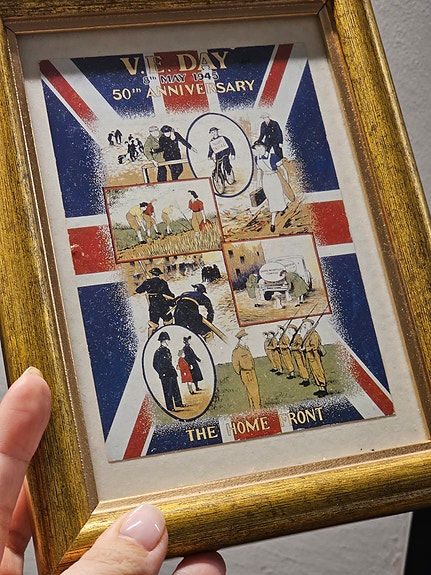 V.E. DAY
8TH MAY 1945
50TH ANNIVERSARY
THE HOME FRONT